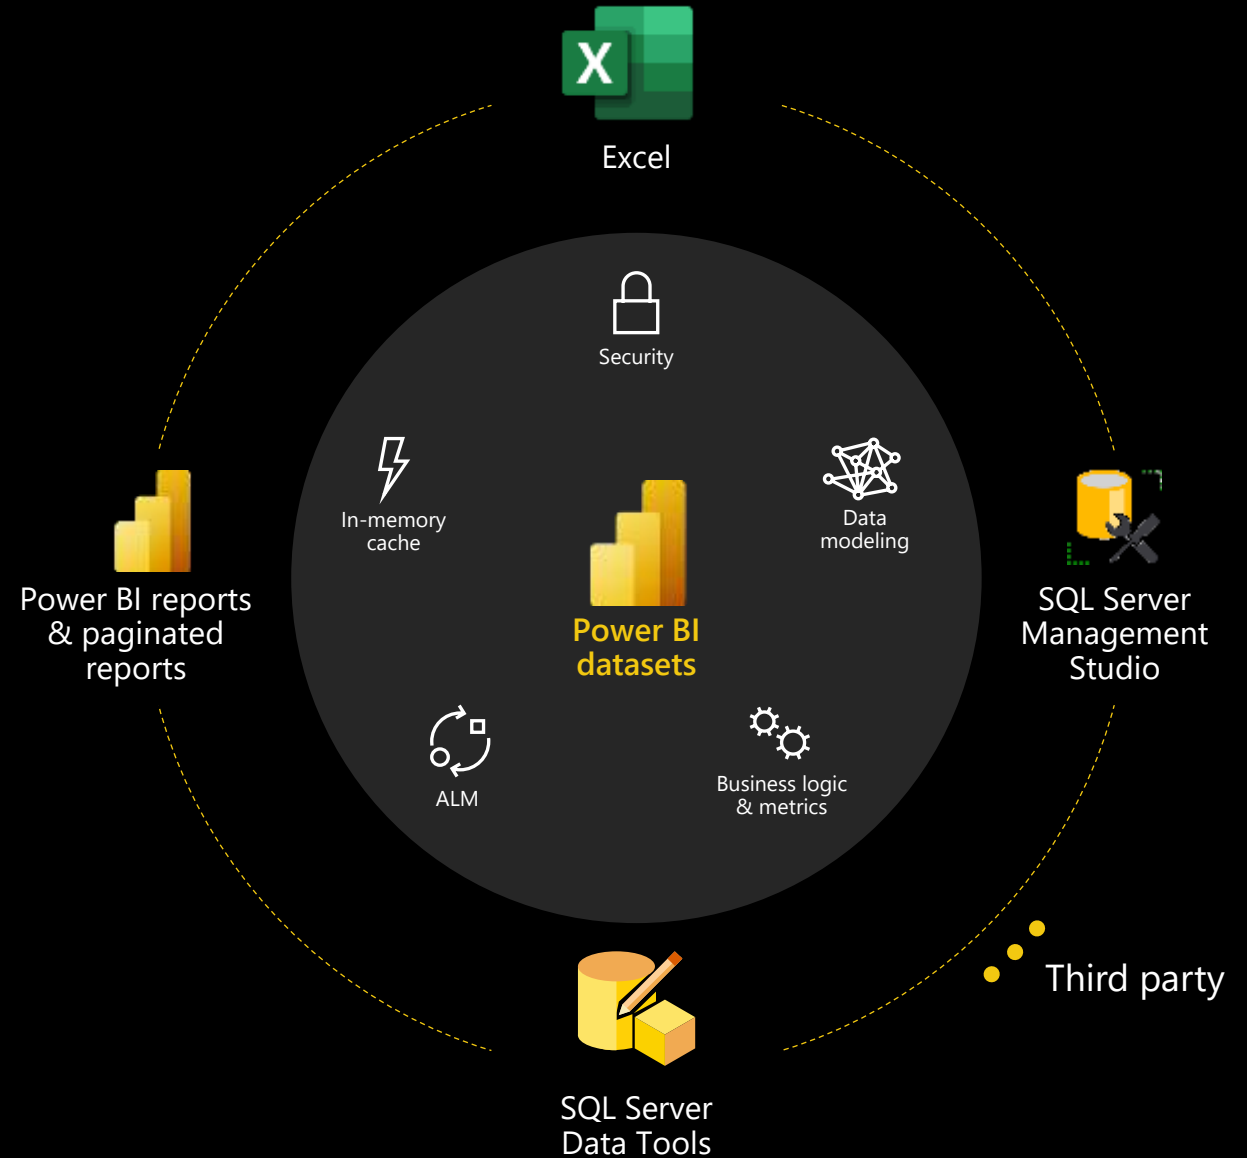 X
Excel
Security
In-memory
cache
Data
modeling
Power BI reports
& paginated
reports
Power BI
datasets
SQL Server
Management
Studio
ALM
Business logic
& metrics
Third party
SQL Server
Data Tools